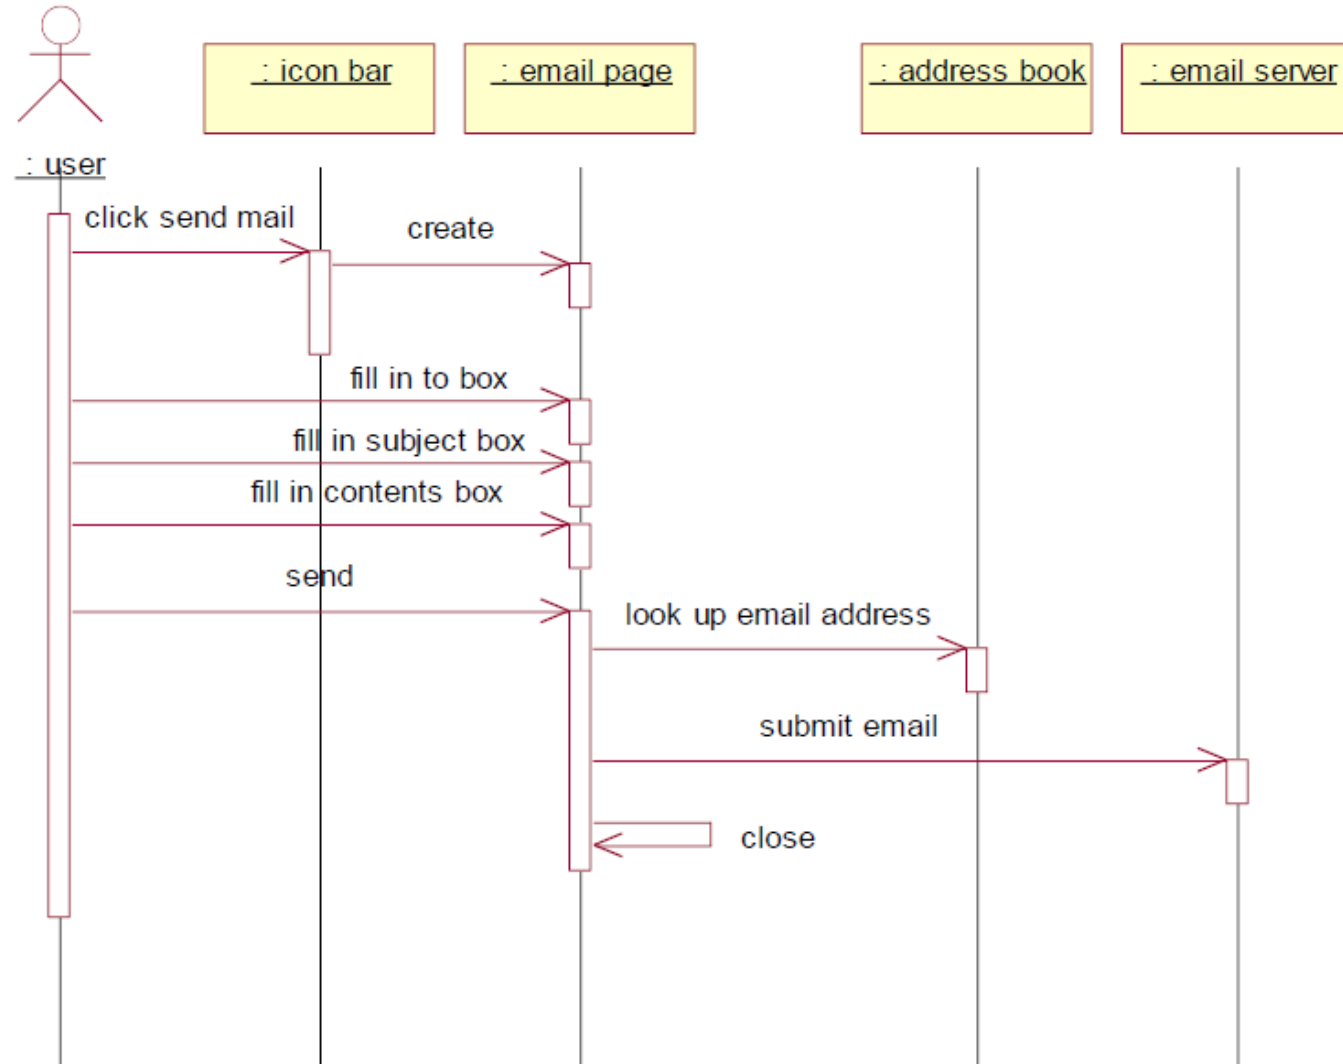 : icon bar
: email page
: address book
: email server
: user
click send mail
create
fill in to box
fill in subject box
fill in contents box
send
look up email address
submit email
close